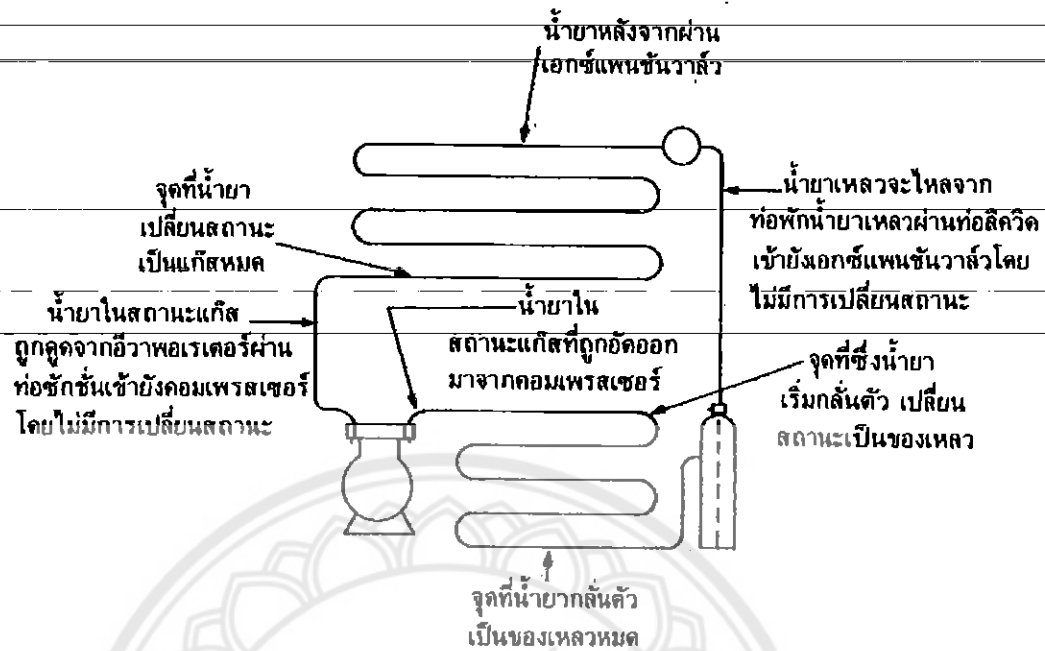 น้ำยาหลังจากผ่าน
เอกซ์แพนชันวาล์ว
จุดที่น้ำยา
เปลี่ยนสถานะ
เป็นแก๊สหมด
น้ำยาเหลวจะไหลจาก
ท่อพักน้ำยาเหลวผ่านท่อลิควิด
เข้ายังเอกซ์แพนชันวาล์วโดย
ไม่มีการเปลี่ยนสถานะ
น้ำยาในสถานะแก๊ส
ถูกดูดจากอีวาพอเรเตอร์ผ่าน
ท่อซักชั่นเข้ายังคอมเพรสเซอร์
โดยไม่มีการเปลี่ยนสถานะ
น้ำยาใน
สถานะแก๊สที่ถูกอัดออก
มาจากคอมเพรสเซอร์
จุดที่ซึ่งน้ำยา
เริ่มกลั่นตัว เปลี่ยน
สถานะเป็นของเหลว
จุดที่น้ำยากลั่นตัว
เป็นของเหลวหมด